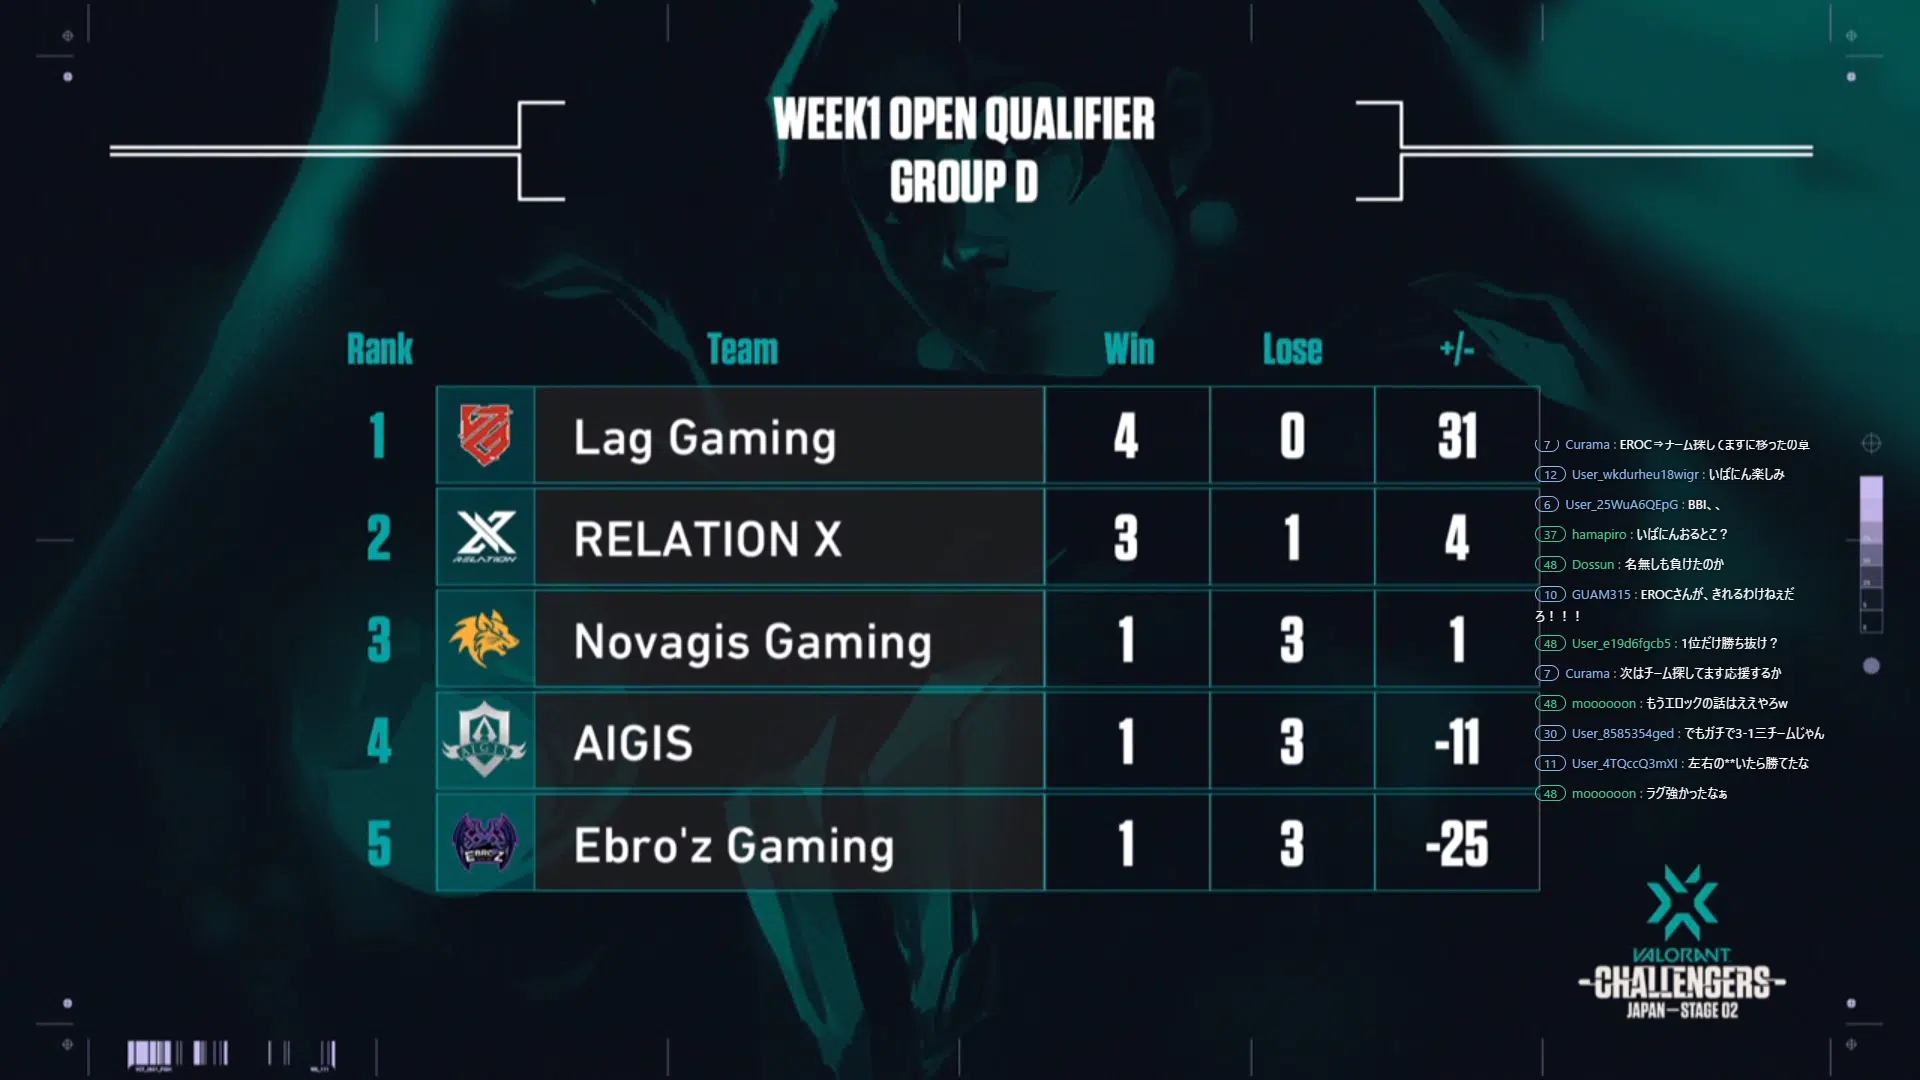 WEEK1 OPEN QUALIFIER
GROUP D
Rank Team Win Lose +/-
1 Lag Gaming 4 0 31
2 RELATION X 3 1 4
3 Novagis Gaming 1 3 1
4 AIGIS 1 3 -11
5 Ebro'z Gaming 1 3 -25
7 Curama : EROC⇒チーム探してますに移ったの草
12 User_wkdurheu18wigr : いばにん楽しみ
6 User_25WuA6QEpG : BBI、、
37 hamapiro : いばにんおるとこ？
48 Dossun : 名無しも負けたのか
10 GUAM315 : EROCさんが、きれるわけねぇだ
ろ！！！
48 User_e19d6fgcb5 : 1位だけ勝ち抜け？
7 Curama : 次はチーム探してます応援するか
48 moooooon : もうエロックの話はええやろw
30 User_8585354ged : でもガチで3-1三チームじゃん
11 User_4TQccQ3mXI : 左右の**いたら勝てたな
48 moooooon : ラグ強かったなぁ
VALORANT
CHALLENGERS
JAPAN—STAGE 02